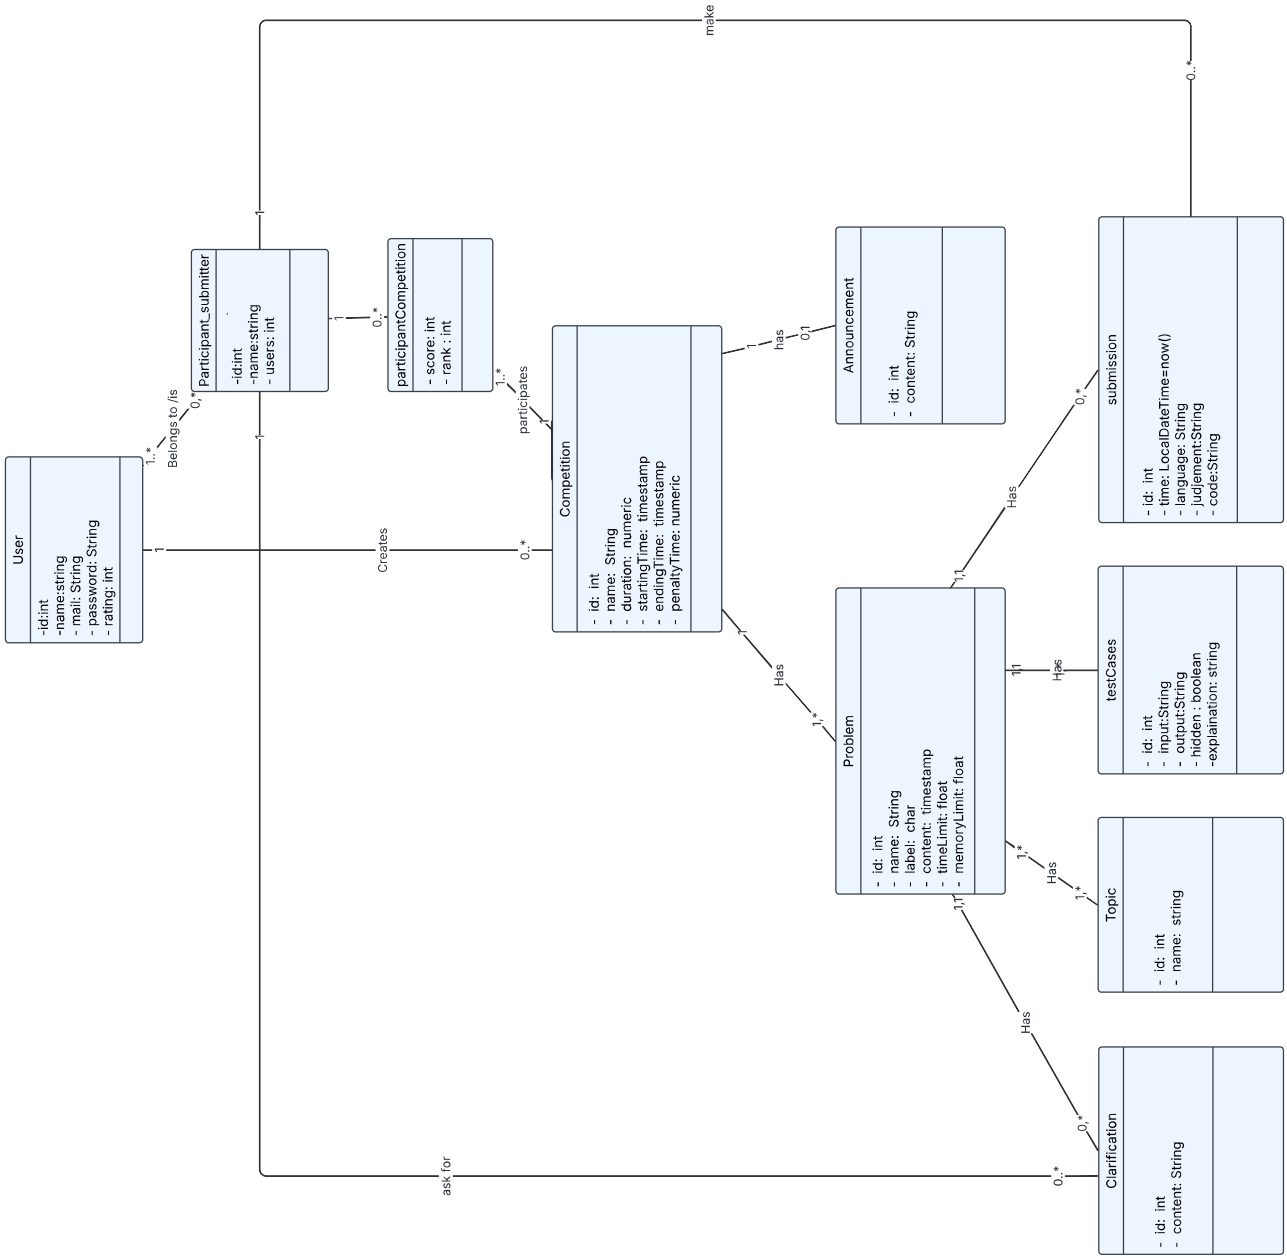 User
-id:int
-name:string
- mail: String
- password: String
- rating: int
1..*
1
Belongs to /is
0,*
Participant_submitter
-id:int
-name:string
- users: int
1
1
1
make
0..*
0..*
participantCompetition
- score: int
- rank : int
Creates
ask for
1..*
participates
1
0..*
Competition
- id: int
- name: String
- duration: numeric
- startingTime: timestamp
- endingTime: timestamp
- penaltyTime: numeric
1
has
0,1
1
Has
1,*
Announcement
- id: int
- content: String
Problem
- id: int
- name: String
- label: char
- content: timestamp
- timeLimit: float
- memoryLimit: float
1,1
Has
0,*
1,1
Has
1,*
Has
1,*
1,1
Has
0,*
0..*
Clarification
- id: int
- content: String
Topic
- id: int
- name: string
testCases
- id: int
- input:String
- output:String
- hidden : boolean
-explaination: string
submission
- id: int
- time: LocalDateTime=now()
- language: String
- judjement:String
- code:String